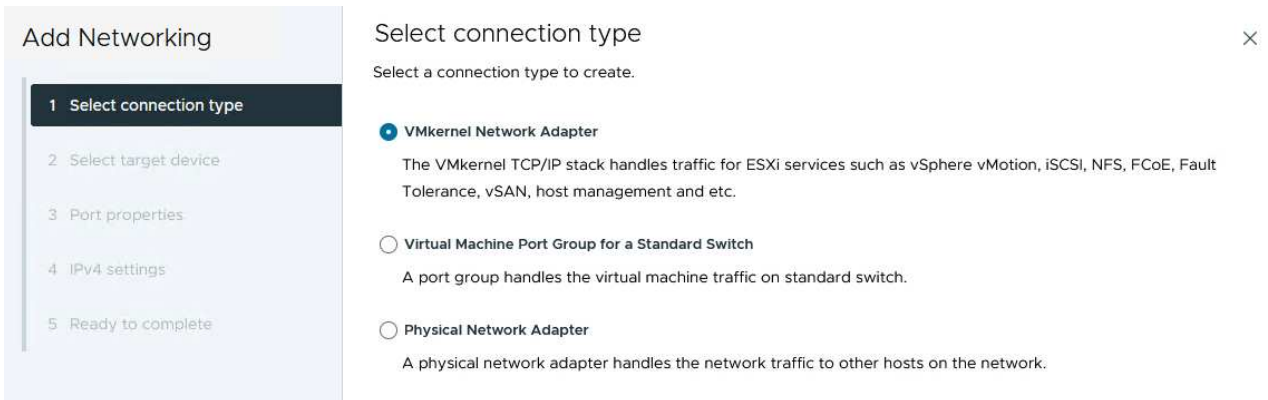 Add Networking
1 Select connection type
2 Select target device
3 Port properties
4 IPv4 settings
5 Ready to complete
Select connection type
Select a connection type to create.
VMkernel Network Adapter
The VMkernel TCP/IP stack handles traffic for ESXi services such as vSphere vMotion, iSCSI, NFS, FCoE, Fault
Tolerance, vSAN, host management and etc.
Virtual Machine Port Group for a Standard Switch
A port group handles the virtual machine traffic on standard switch.
Physical Network Adapter
A physical network adapter handles the network traffic to other hosts on the network.